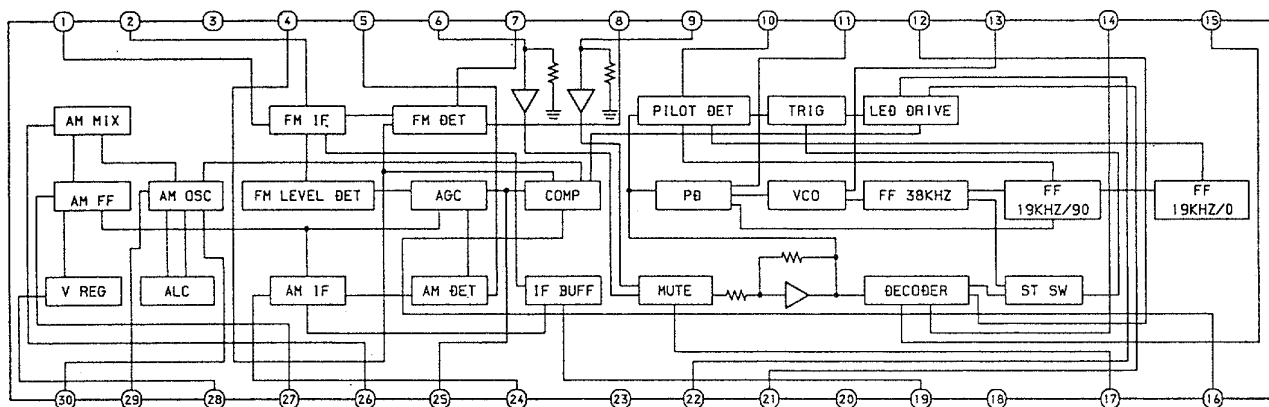 1 2 3 4 5 6 7 8 9 10 11 12 13 14 15
PILOT DET TRIG LED DRIVE
AM MIX FM IF FM DET
AM FF AM OSC FM LEVEL DET AGC COMP PD VCO FF 38KHZ FF 19KHZ/90 FF 19KHZ/0
V REG ALC AM IF AM DET IF BUFF MUTE DECODER ST SW
30 29 28 27 26 25 24 23 22 21 20 19 18 17 16